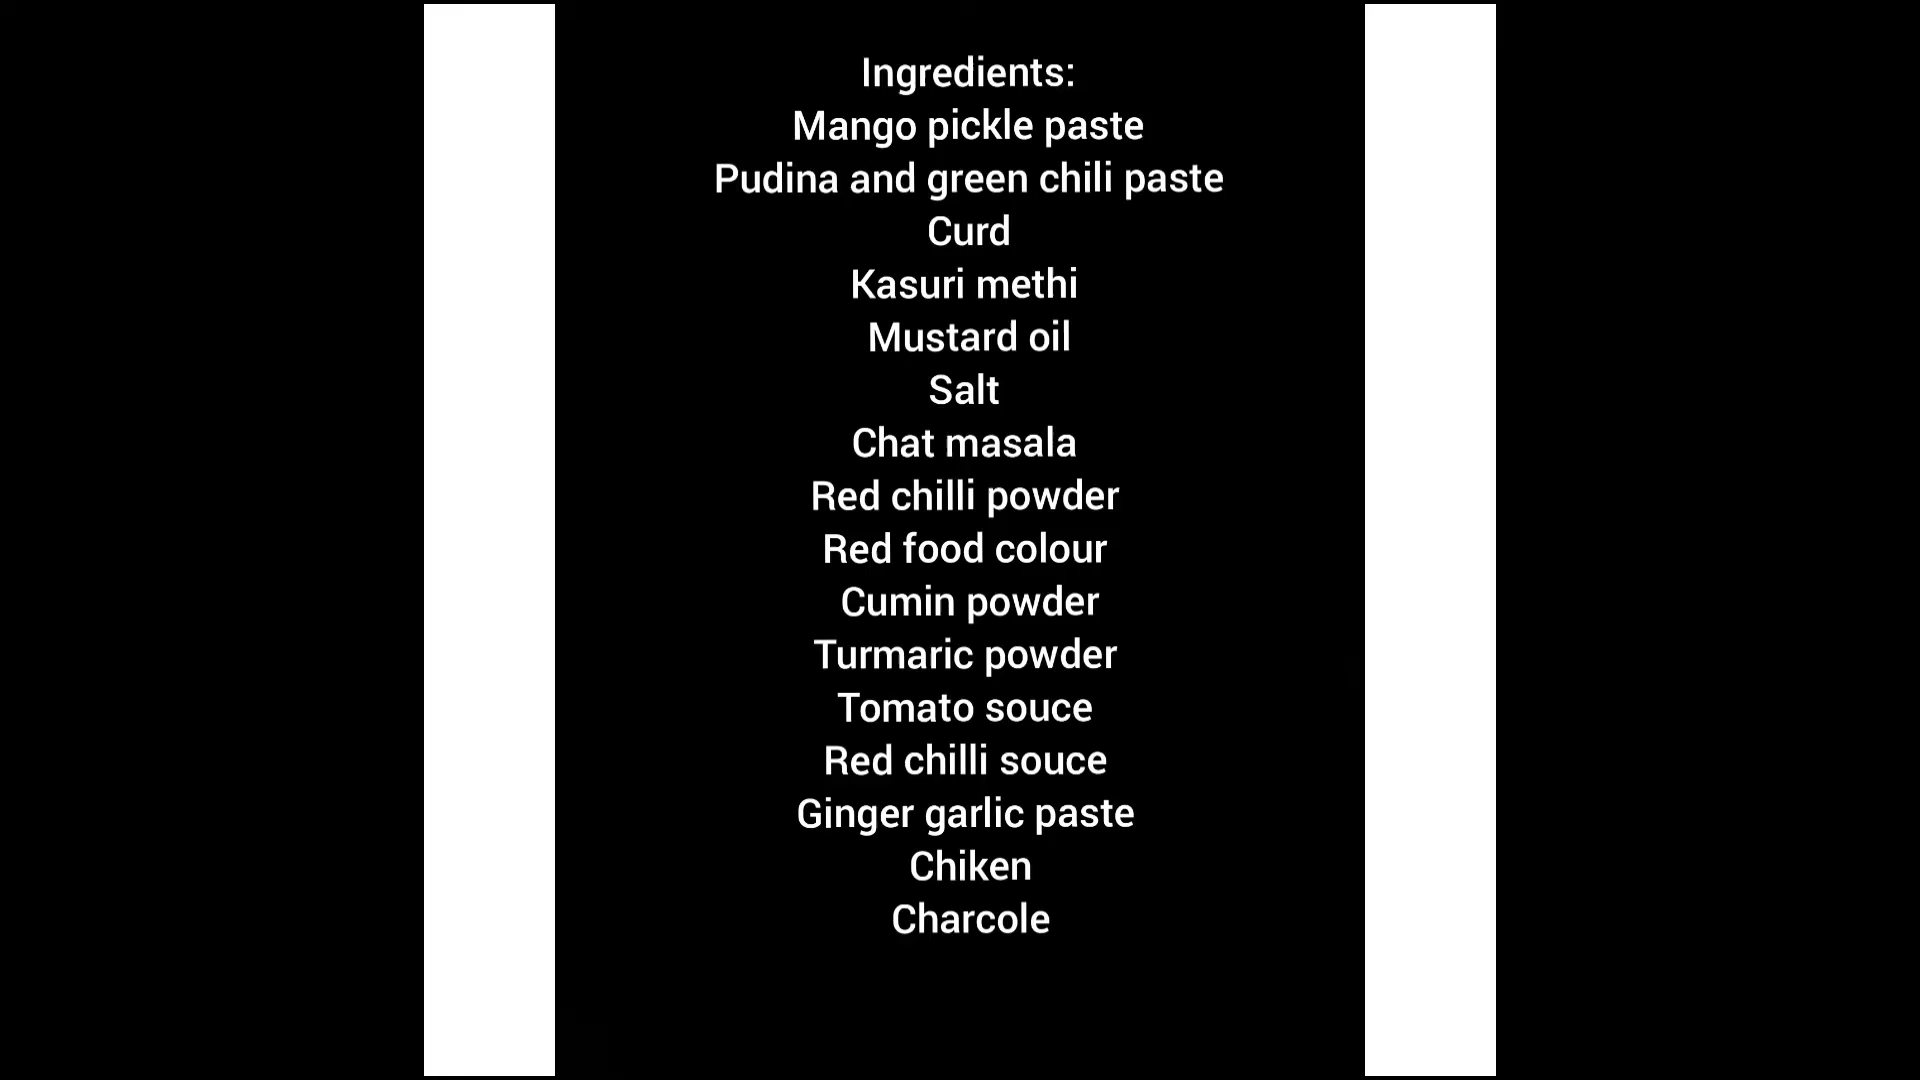 Ingredients:
Mango pickle paste
Pudina and green chili paste
Curd
Kasuri methi
Mustard oil
Salt
Chat masala
Red chilli powder
Red food colour
Cumin powder
Turmaric powder
Tomato souce
Red chilli souce
Ginger garlic paste
Chiken
Charcole